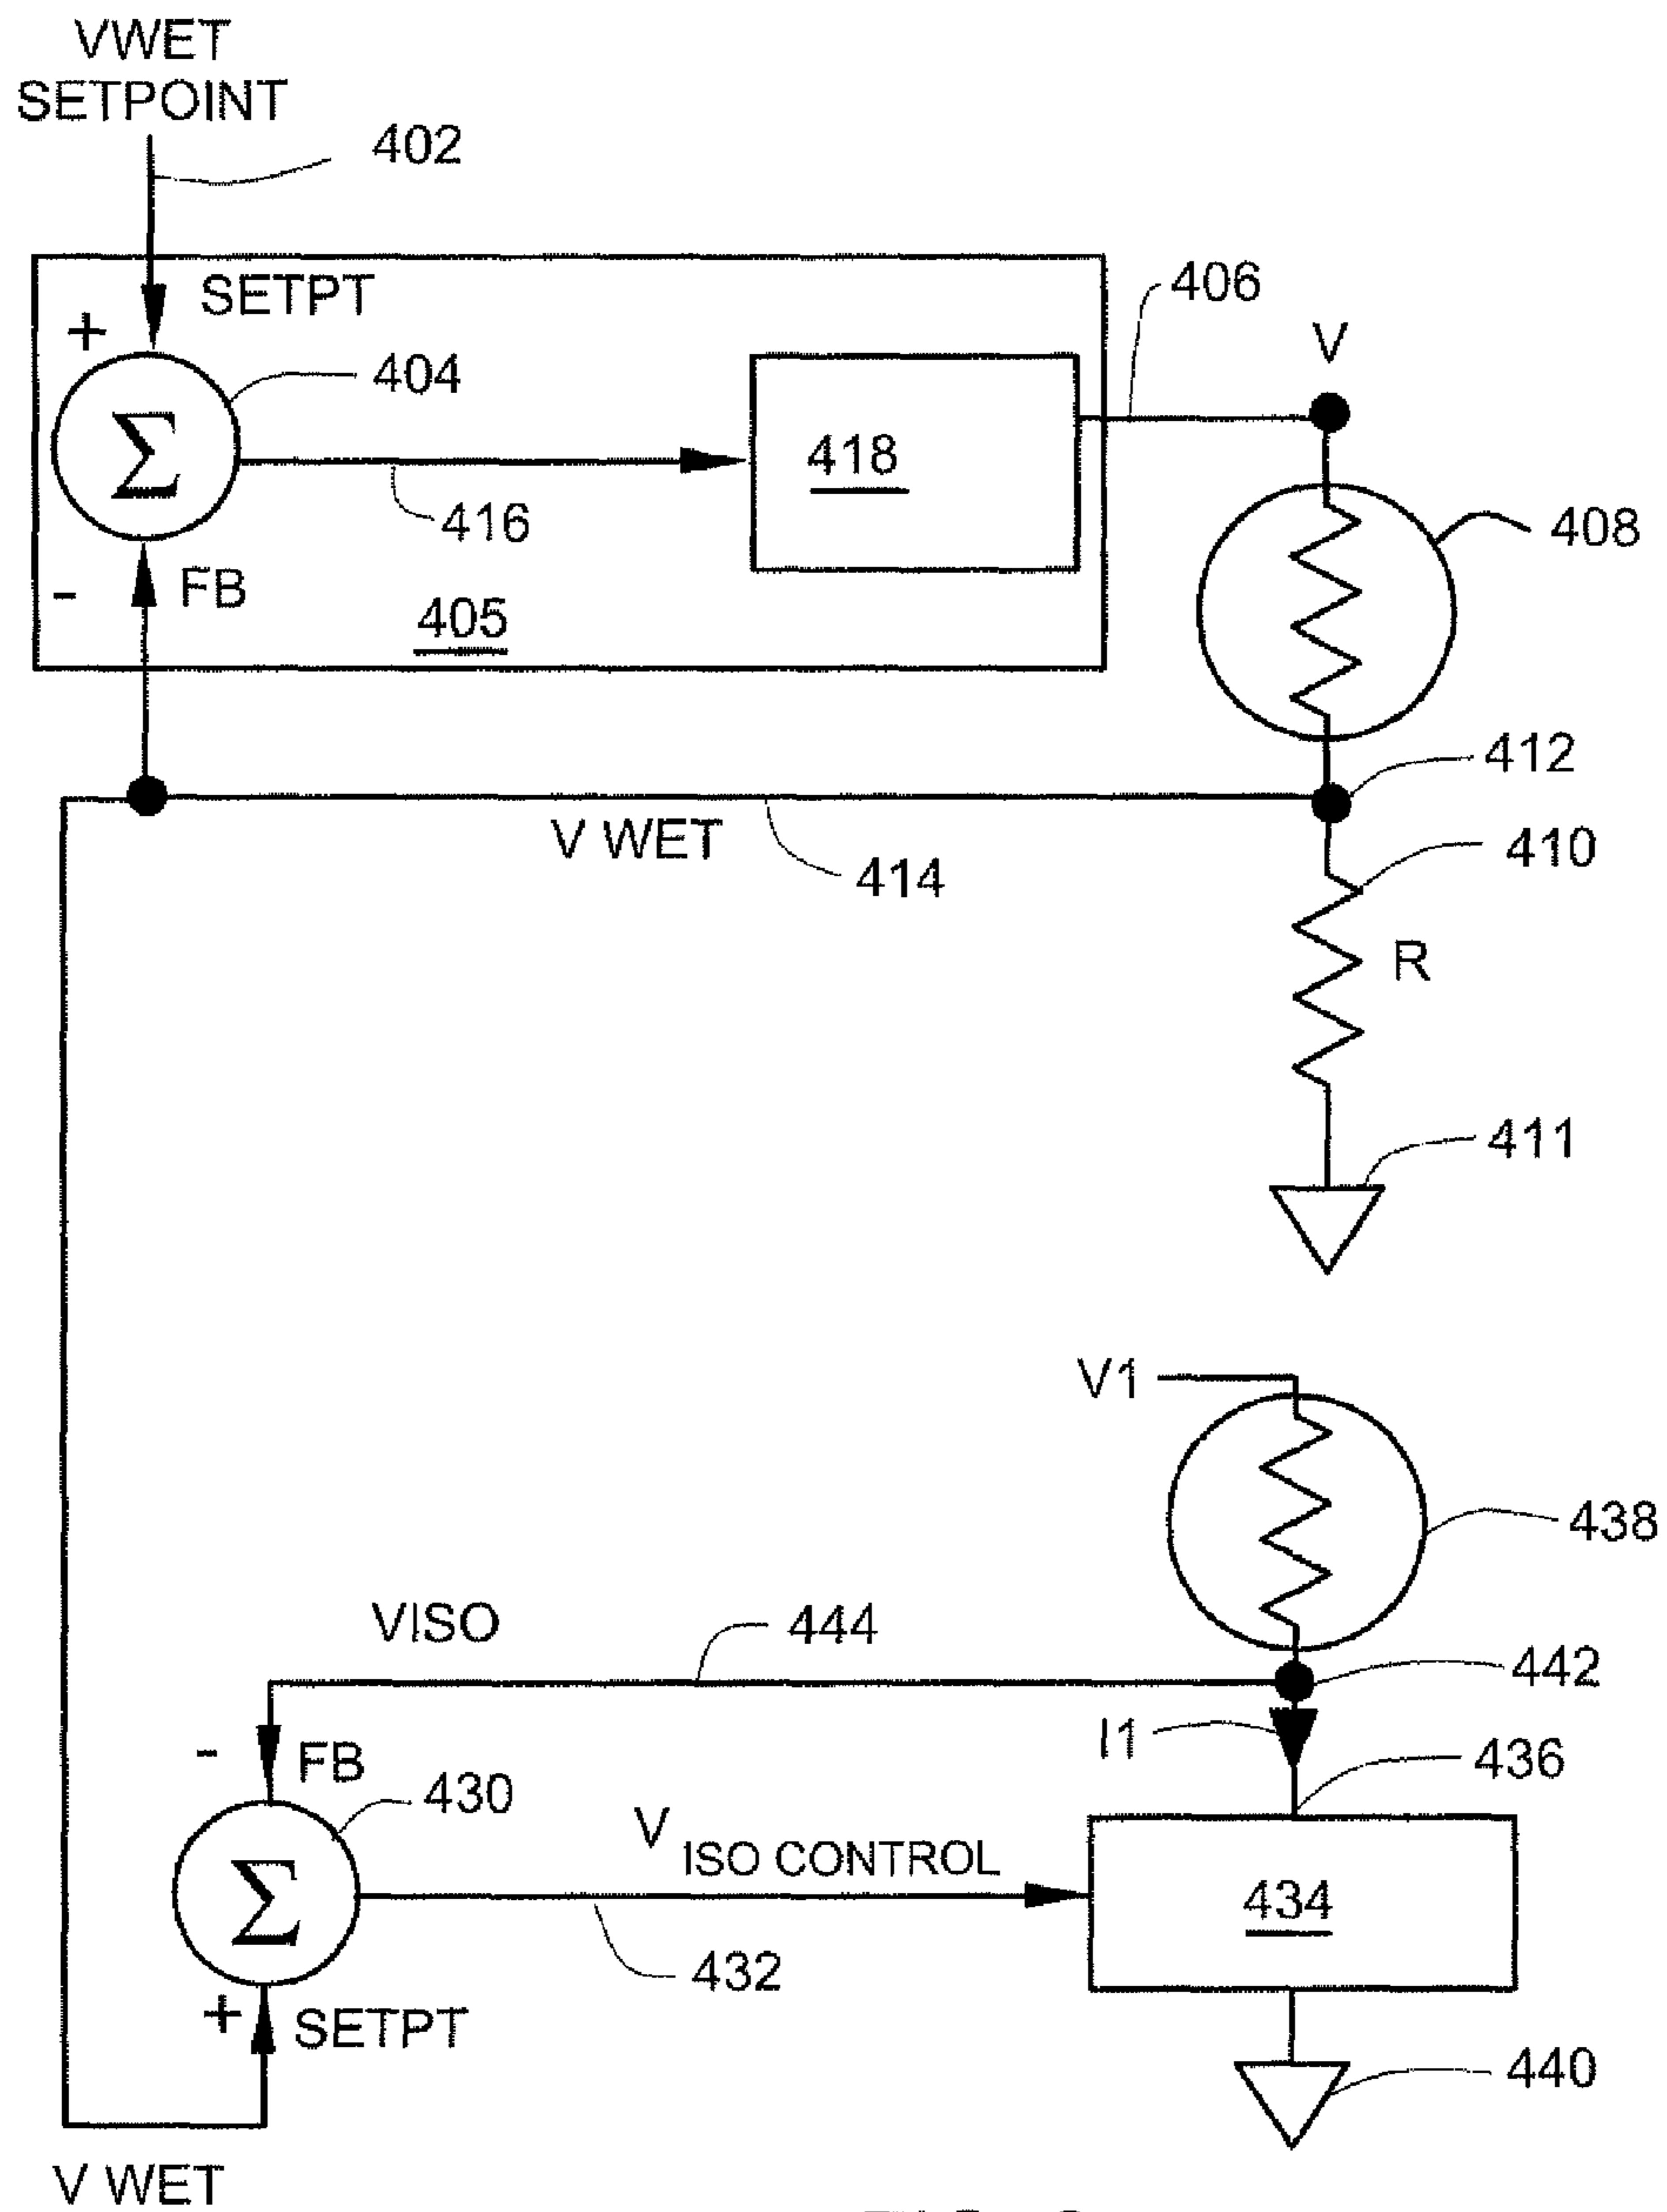 VWET
SETPOINT
402
SETPT
+
404
Σ
406
V
418
416
408
-
FB
405
412
V WET
414
410
R
411
V1
438
VISO
444
442
-
FB
I1
436
430
V ISO CONTROL
Σ
434
432
+
SETPT
440
V WET